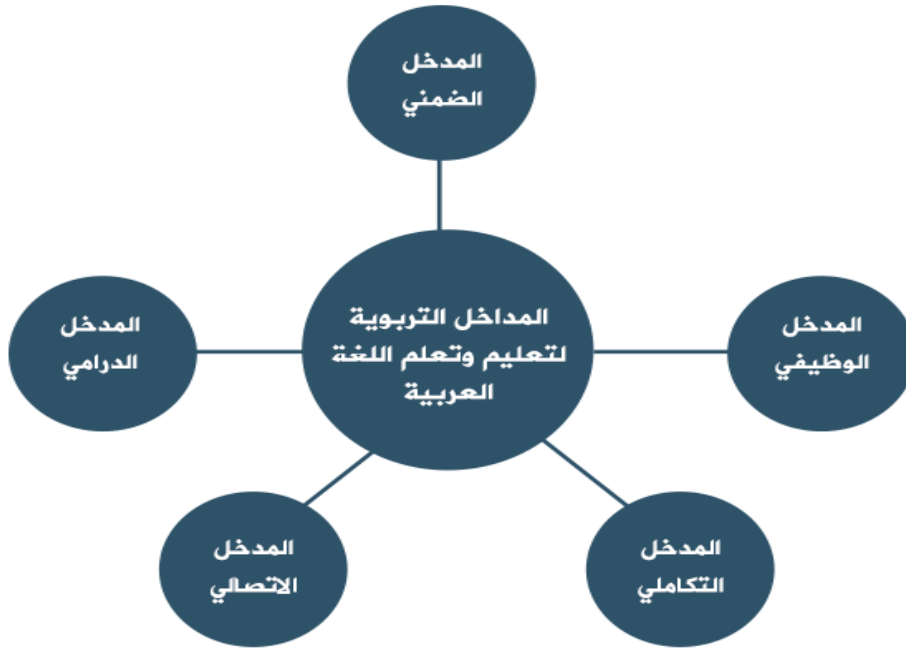 المدخل
الضمني
المداخل التربوية
لتعليم وتعلم اللغة
العربية
المدخل
الوظيفي
المدخل
الدرامي
المدخل
التكاملي
المدخل
الاتصالي